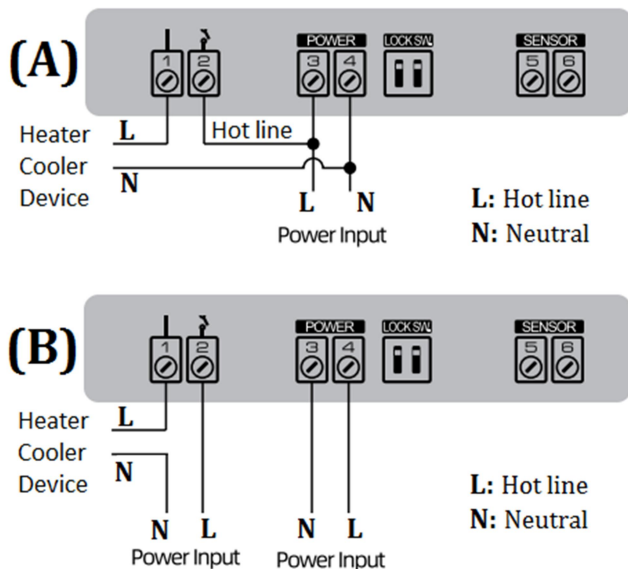 (A)
POWER LOCK SW. SENSOR
1 2 3 4 5 6
Heater L Hot line
Cooler
Device N
L N
Power Input
L: Hot line
N: Neutral
(B)
POWER LOCK SW. SENSOR
1 2 3 4 5 6
Heater L
Cooler
Device N
N L N L
Power Input Power Input
L: Hot line
N: Neutral